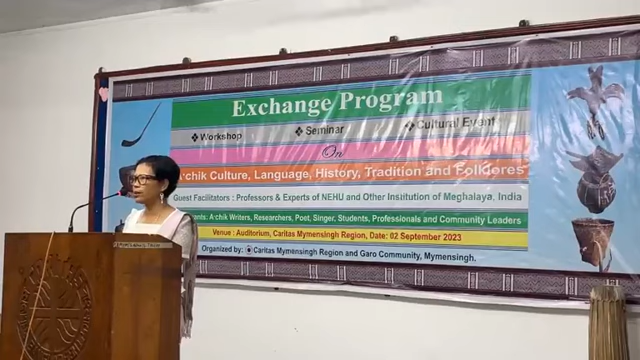 Exchange Program
❖ Workshop ❖ Seminar ❖ Cultural Event
On
'chik Culture, Language, History, Tradition and Folklores
Guest Facilitators : Professors & Experts of NEHU and Other Insitution of Meghalaya, India
ants: A'chik Writers, Researchers, Poet, Singer, Students, Professionals and Community Leaders
Venue : Auditorium, Caritas Mymensingh Region, Date: 02 September 2023
Organized by: Caritas Mymensingh Region and Garo Community, Mymensingh.